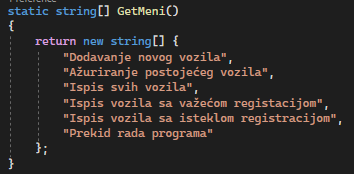 static string[] GetMeni()
{
return new string[] {
"Dodavanje novog vozila",
"Ažuriranje postojećeg vozila",
"Ispis svih vozila",
"Ispis vozila sa važećom registacijom",
"Ispis vozila sa isteklom registracijom",
"Prekid rada programa"
};
}